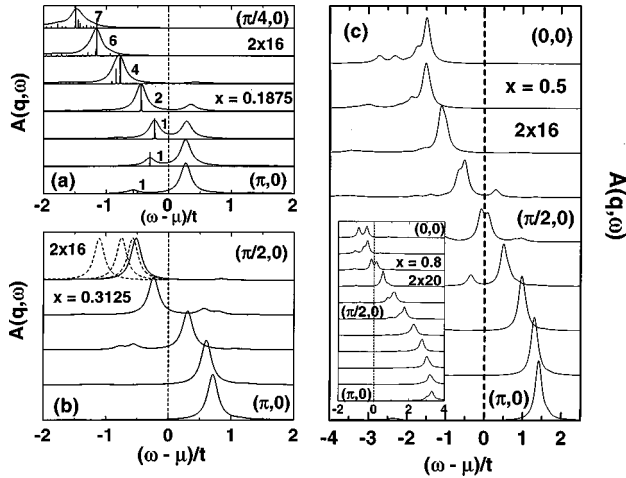 (π/4,0)
7
6
2x16
4
2
x = 0.1875
1
1
1
(a)
(π,0)
A(q,ω)
-2 -1 0 1 2
(ω - μ)/t
2x16
(π/2,0)
x = 0.3125
(b)
(π,0)
A(q,ω)
-2 -1 0 1 2
(ω - μ)/t
(c)
(0,0)
x = 0.5
2x16
(π/2,0)
(π,0)
A(q,ω)
-4 -3 -2 -1 0 1 2
(ω - μ)/t
(0,0)
x = 0.8
2x20
(π/2,0)
(π,0)
-2 0 2 4